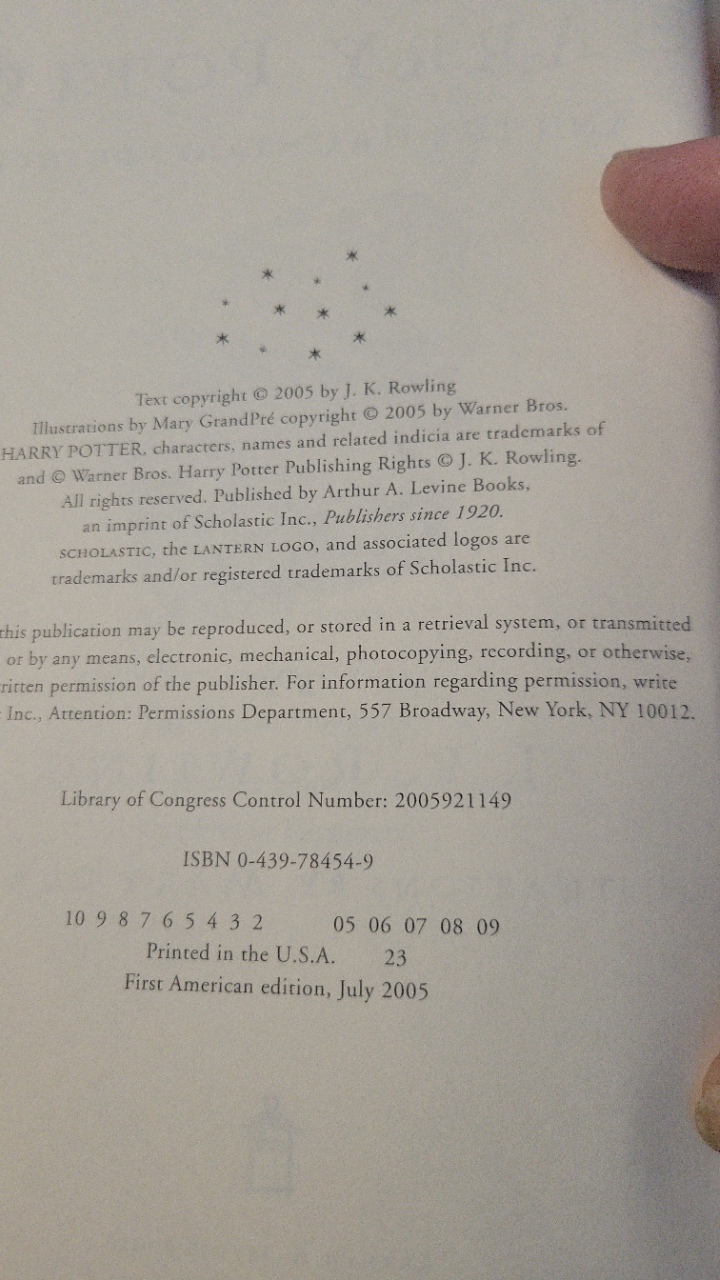 Text copyright © 2005 by J. K. Rowling
Illustrations by Mary GrandPré copyright © 2005 by Warner Bros.
HARRY POTTER, characters, names and related indicia are trademarks of
and © Warner Bros. Harry Potter Publishing Rights © J. K. Rowling.
All rights reserved. Published by Arthur A. Levine Books,
an imprint of Scholastic Inc., Publishers since 1920.
SCHOLASTIC, the LANTERN LOGO, and associated logos are
trademarks and/or registered trademarks of Scholastic Inc.
this publication may be reproduced, or stored in a retrieval system, or transmitted
or by any means, electronic, mechanical, photocopying, recording, or otherwise,
permission of the publisher. For information regarding permission, write
Inc., Attention: Permissions Department, 557 Broadway, New York, NY 10012.
Library of Congress Control Number: 2005921149
ISBN 0-439-78454-9
10 9 8 7 6 5 4 3 2 05 06 07 08 09
Printed in the U.S.A. 23
First American edition, July 2005